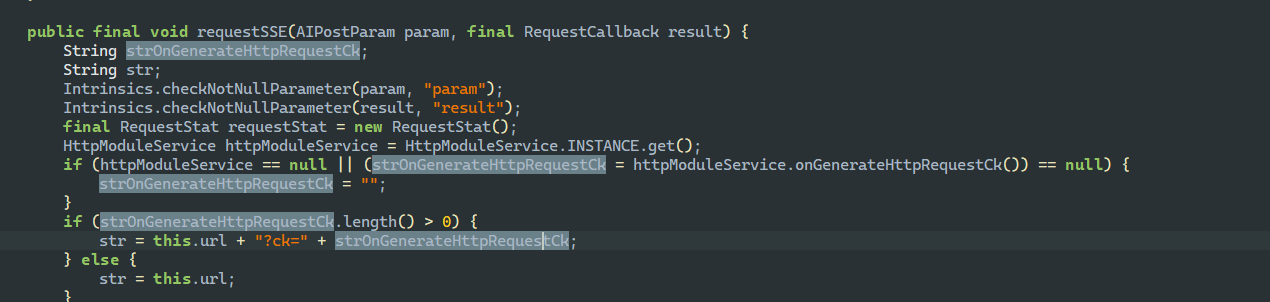 public final void requestSSE(AIPostParam param, final RequestCallback result) {
    String strOnGenerateHttpRequestCk;
    String str;
    Intrinsics.checkNotNullParameter(param, "param");
    Intrinsics.checkNotNullParameter(result, "result");
    final RequestStat requestStat = new RequestStat();
    HttpModuleService httpModuleService = HttpModuleService.INSTANCE.get();
    if (httpModuleService == null || (strOnGenerateHttpRequestCk = httpModuleService.onGenerateHttpRequestCk()) == null) {
        strOnGenerateHttpRequestCk = "";
    }
    if (strOnGenerateHttpRequestCk.length() > 0) {
        str = this.url + "?ck=" + strOnGenerateHttpRequestCk;
    } else {
        str = this.url;
    }